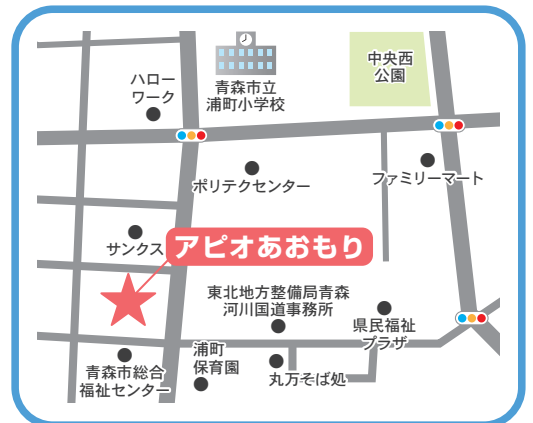 ハロー
ワーク
青森市立
浦町小学校
中央西
公園
ポリテクセンター
ファミリーマート
サンクス
アピオあおもり
東北地方整備局青森
河川国道事務所
県民福祉
プラザ
浦町
保育園
丸万そば処
青森市総合
福祉センター